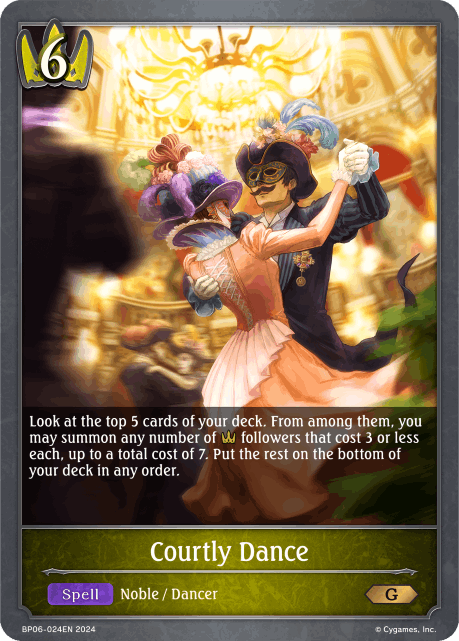 6
Look at the top 5 cards of your deck. From among them, you
may summon any number of followers that cost 3 or less
each, up to a total cost of 7. Put the rest on the bottom of
your deck in any order.
Courtly Dance
Spell Noble / Dancer G
BP06-024EN 2024 © Cygames, Inc.